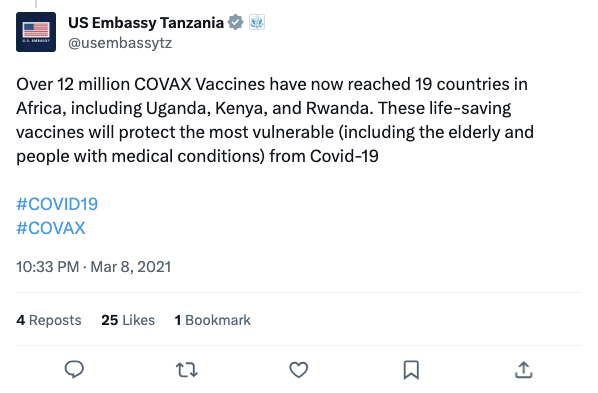 US Embassy Tanzania
@usembassytz
Over 12 million COVAX Vaccines have now reached 19 countries in
Africa, including Uganda, Kenya, and Rwanda. These life-saving
vaccines will protect the most vulnerable (including the elderly and
people with medical conditions) from Covid-19
#COVID19
#COVAX
10:33 PM · Mar 8, 2021
4 Reposts 25 Likes 1 Bookmark